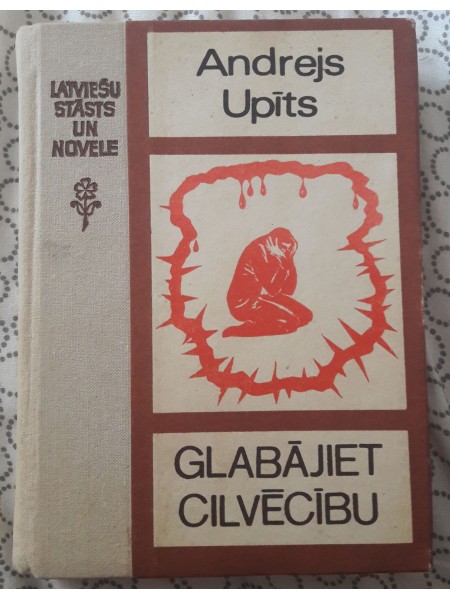 LATVIEŠU
STĀSTS
UN
NOVELE
Andrejs
Upīts
GLABĀJIET
CILVĒCĪBU